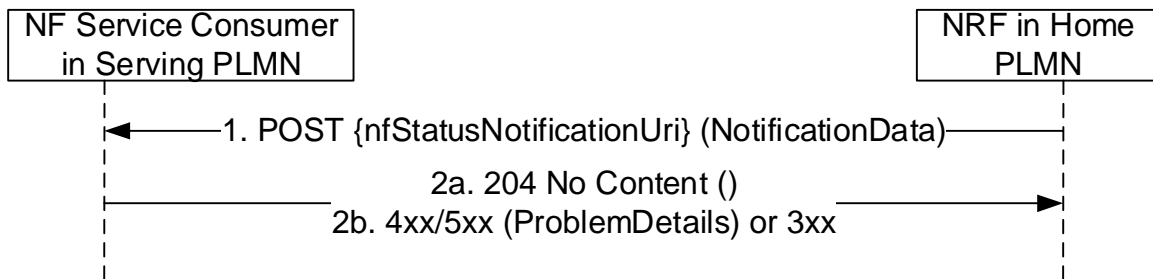 NF Service Consumer
in Serving PLMN
NRF in Home
PLMN
1. POST {nfStatusNotificationUri} (NotificationData)
2a. 204 No Content ()
2b. 4xx/5xx (ProblemDetails) or 3xx